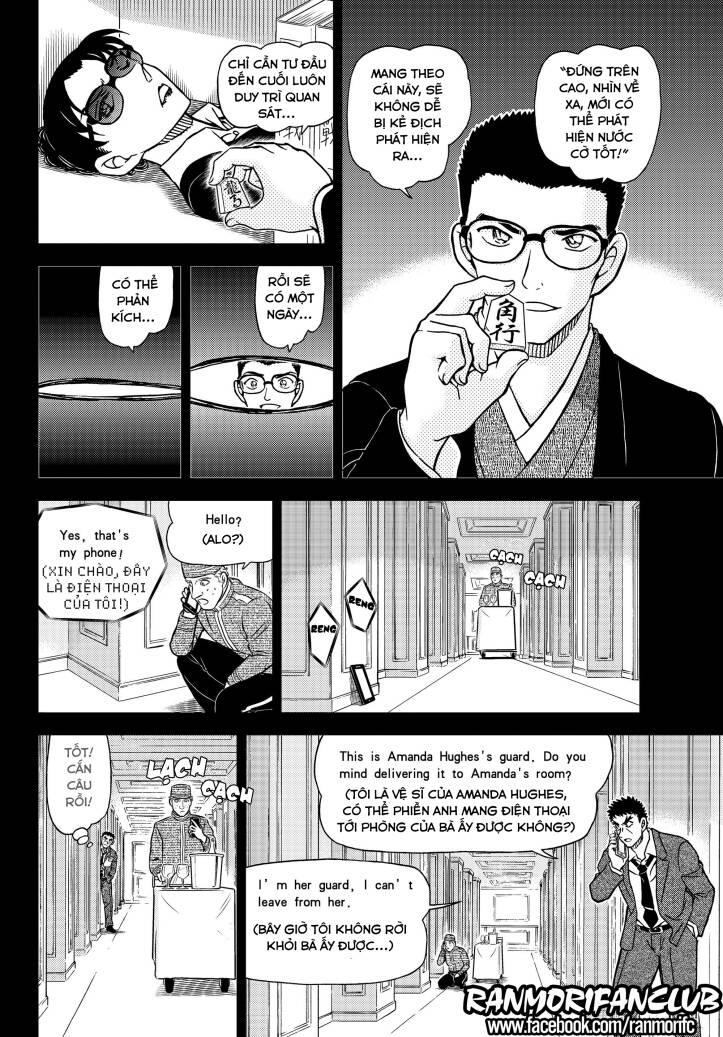 "ĐỨNG TRÊN
CAO, NHÌN VỀ
XA, MỚI CÓ
THỂ PHÁT
HIỆN NƯỚC
CỜ TỐT!"
MANG THEO
CÁI NÀY, SẼ
KHÔNG DỄ
BỊ KẺ ĐỊCH
PHÁT HIỆN
RA...
角行
CHỈ CẦN TƯ ĐẦU
ĐẾN CUỐI LUÔN
DUY TRÌ QUAN
SÁT...
RỒI SẼ
CÓ MỘT
NGÀY...
CÓ THỂ
PHẢN
KÍCH...
CẠCH
CẠCH
RENG
RENG
Hello?
(ALO?)
Yes, that's
my phone!
(XIN CHÀO, ĐÂY
LÀ ĐIỆN THOẠI
CỦA TÔI!)
This is Amanda Hughes's guard. Do you
mind delivering it to Amanda's room?
(TÔI LÀ VỆ SĨ CỦA AMANDA HUGHES,
CÓ THỂ PHIỀN ANH MANG ĐIỆN THOẠI
TỚI PHÒNG CỦA BÀ ẤY ĐƯỢC KHÔNG?)
I'm her guard, I can't
leave from her.
(BÂY GIỜ TÔI KHÔNG RỜI
KHỎI BÀ ẤY ĐƯỢC...)
LẠCH
CẠCH
TỐT!
CẮN
CÂU
RỒI!
RANMORIFANCLUB
www.facebook.com/ranmorifc